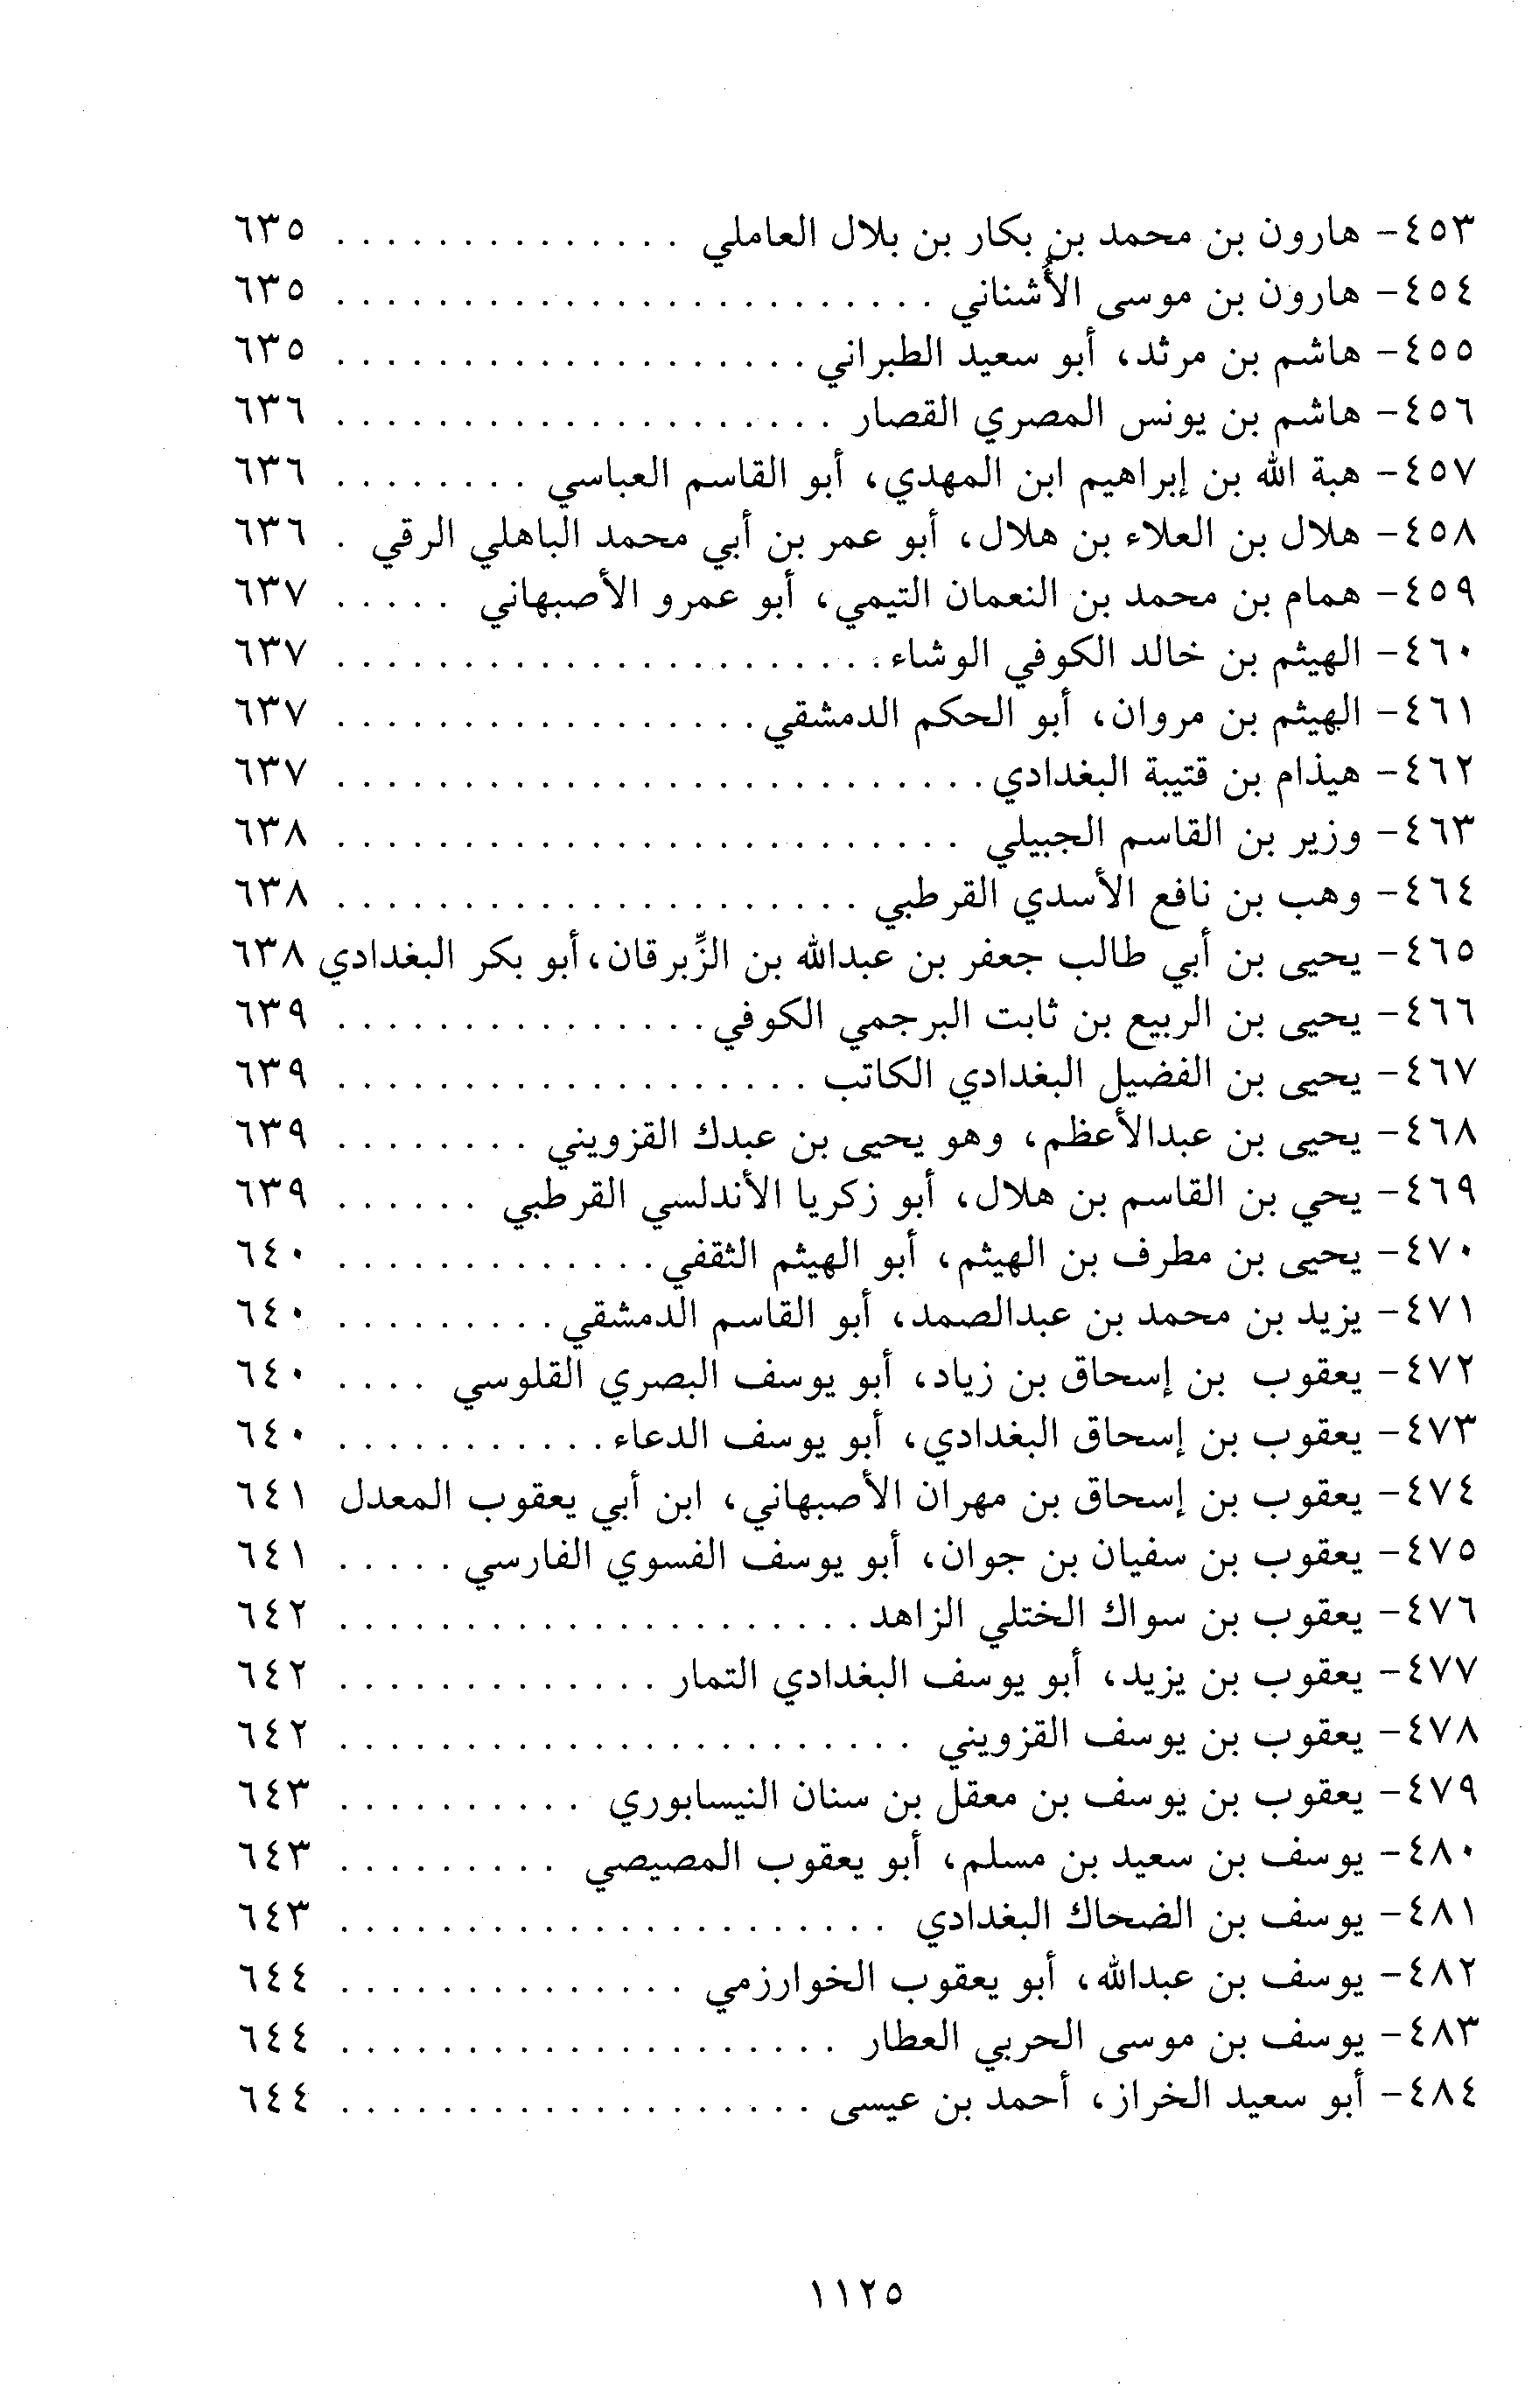 ٤٥٣- هارون بن محمد بن بكار بن بلال العاملي . . . . . . . . . . . . . . ٦٣٥
٤٥٤- هارون بن موسى الأُشناني . . . . . . . . . . . . . . . . . . . . . . . . ٦٣٥
٤٥٥- هاشم بن مرثد، أبو سعيد الطبراني . . . . . . . . . . . . . . . . . . . ٦٣٥
٤٥٦- هاشم بن يونس المصري القصار . . . . . . . . . . . . . . . . . . . . ٦٣٦
٤٥٧- هبة الله بن إبراهيم ابن المهدي، أبو القاسم العباسي . . . . . . . . ٦٣٦
٤٥٨- هلال بن العلاء بن هلال، أبو عمر بن أبي محمد الباهلي الرقي . ٦٣٦
٤٥٩- همام بن محمد بن النعمان التيمي، أبو عمرو الأصبهاني . . . . . ٦٣٧
٤٦٠- الهيثم بن خالد الكوفي الوشاء . . . . . . . . . . . . . . . . . . . . . . ٦٣٧
٤٦١- الهيثم بن مروان، أبو الحكم الدمشقي . . . . . . . . . . . . . . . . . ٦٣٧
٤٦٢- هيذام بن قتيبة البغدادي . . . . . . . . . . . . . . . . . . . . . . . . . . ٦٣٧
٤٦٣- وزير بن القاسم الجبيلي . . . . . . . . . . . . . . . . . . . . . . . . . ٦٣٨
٤٦٤- وهب بن نافع الأسدي القرطبي . . . . . . . . . . . . . . . . . . . . . ٦٣٨
٤٦٥- يحيى بن أبي طالب جعفر بن عبدالله بن الزِّبرقان، أبو بكر البغدادي ٦٣٨
٤٦٦- يحيى بن الربيع بن ثابت البرجمي الكوفي . . . . . . . . . . . . . . . ٦٣٩
٤٦٧- يحيى بن الفضيل البغدادي الكاتب . . . . . . . . . . . . . . . . . . . ٦٣٩
٤٦٨- يحيى بن عبدالأعظم، وهو يحيى بن عبدك القزويني . . . . . . . . ٦٣٩
٤٦٩- يحي بن القاسم بن هلال، أبو زكريا الأندلسي القرطبي . . . . . . ٦٣٩
٤٧٠- يحيى بن مطرف بن الهيثم، أبو الهيثم الثقفي . . . . . . . . . . . . . ٦٤٠
٤٧١- يزيد بن محمد بن عبدالصمد، أبو القاسم الدمشقي . . . . . . . . . ٦٤٠
٤٧٢- يعقوب بن إسحاق بن زياد، أبو يوسف البصري القلوسي . . . . ٦٤٠
٤٧٣- يعقوب بن إسحاق البغدادي، أبو يوسف الدعاء . . . . . . . . . . . ٦٤٠
٤٧٤- يعقوب بن إسحاق بن مهران الأصبهاني، ابن أبي يعقوب المعدل ٦٤١
٤٧٥- يعقوب بن سفيان بن جوان، أبو يوسف الفسوي الفارسي . . . . . ٦٤١
٤٧٦- يعقوب بن سواك الختلي الزاهد . . . . . . . . . . . . . . . . . . . . . ٦٤٢
٤٧٧- يعقوب بن يزيد، أبو يوسف البغدادي التمار . . . . . . . . . . . . . ٦٤٢
٤٧٨- يعقوب بن يوسف القزويني . . . . . . . . . . . . . . . . . . . . . . . ٦٤٢
٤٧٩- يعقوب بن يوسف بن معقل بن سنان النيسابوري . . . . . . . . . . ٦٤٣
٤٨٠- يوسف بن سعيد بن مسلم، أبو يعقوب المصيصي . . . . . . . . . ٦٤٣
٤٨١- يوسف بن الضحاك البغدادي . . . . . . . . . . . . . . . . . . . . . . ٦٤٣
٤٨٢- يوسف بن عبدالله، أبو يعقوب الخوارزمي . . . . . . . . . . . . . . ٦٤٤
٤٨٣- يوسف بن موسى الحربي العطار . . . . . . . . . . . . . . . . . . . . ٦٤٤
٤٨٤- أبو سعيد الخراز، أحمد بن عيسى . . . . . . . . . . . . . . . . . . . ٦٤٤
١١٢٥